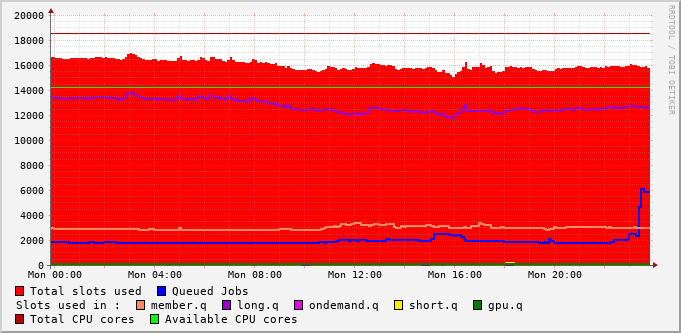 20000
18000
16000
14000
12000
10000
8000
6000
4000
2000
0
Mon 00:00 Mon 04:00 Mon 08:00 Mon 12:00 Mon 16:00 Mon 20:00
Total slots used Queued Jobs
Slots used in : member.q long.q ondemand.q short.q gpu.q
Total CPU cores Available CPU cores
RRDTOOL / TOBI OETIKER